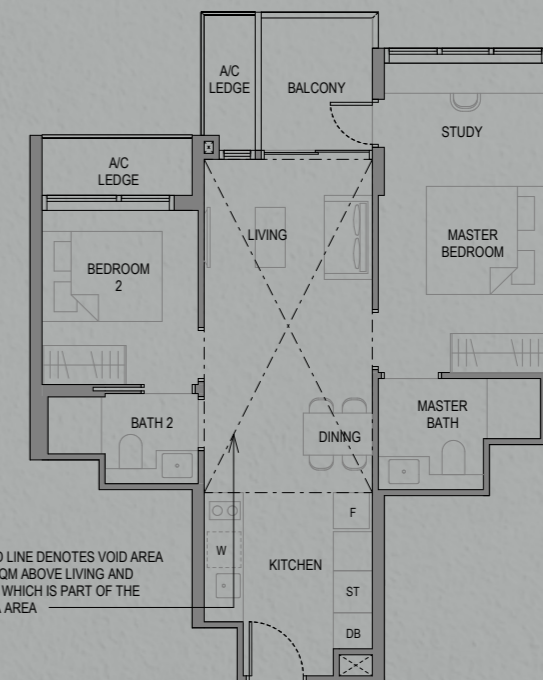 A/C
LEDGE
BALCONY
STUDY
A/C
LEDGE
LIVING
MASTER
BEDROOM
BEDROOM
2
MASTER
BATH
BATH 2
DINING
F
W
KITCHEN
LINE DENOTES VOID AREA
ABOVE LIVING AND
WHICH IS PART OF THE
AREA
ST
DB